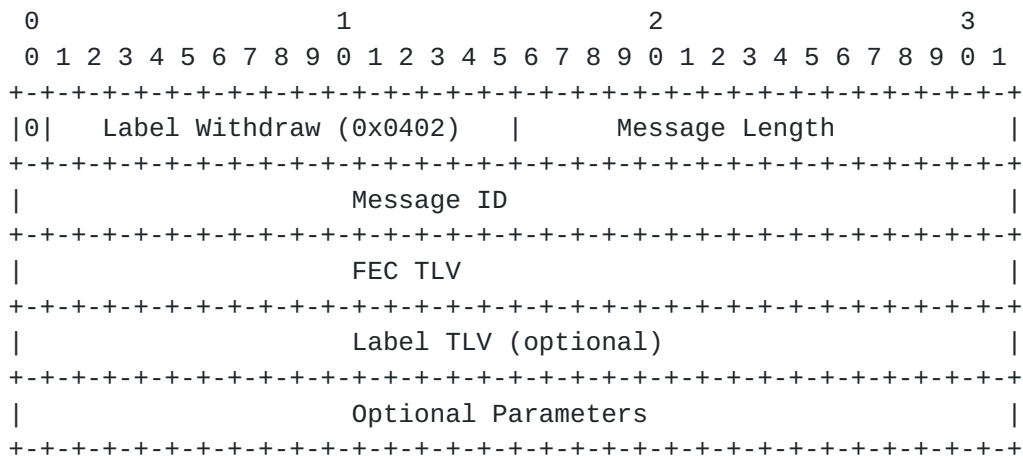 0                   1                   2                   3
 0 1 2 3 4 5 6 7 8 9 0 1 2 3 4 5 6 7 8 9 0 1 2 3 4 5 6 7 8 9 0 1
+-+-+-+-+-+-+-+-+-+-+-+-+-+-+-+-+-+-+-+-+-+-+-+-+-+-+-+-+-+-+-+-+
|0|   Label Withdraw (0x0402)   |      Message Length           |
+-+-+-+-+-+-+-+-+-+-+-+-+-+-+-+-+-+-+-+-+-+-+-+-+-+-+-+-+-+-+-+-+
|                     Message ID                                |
+-+-+-+-+-+-+-+-+-+-+-+-+-+-+-+-+-+-+-+-+-+-+-+-+-+-+-+-+-+-+-+-+
|                     FEC TLV                                   |
+-+-+-+-+-+-+-+-+-+-+-+-+-+-+-+-+-+-+-+-+-+-+-+-+-+-+-+-+-+-+-+-+
|                     Label TLV (optional)                      |
+-+-+-+-+-+-+-+-+-+-+-+-+-+-+-+-+-+-+-+-+-+-+-+-+-+-+-+-+-+-+-+-+
|                     Optional Parameters                       |
+-+-+-+-+-+-+-+-+-+-+-+-+-+-+-+-+-+-+-+-+-+-+-+-+-+-+-+-+-+-+-+-+